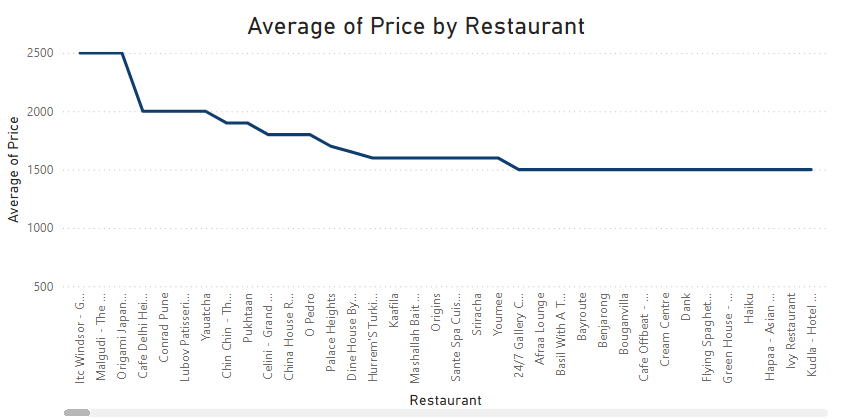 Average of Price by Restaurant
Average of Price
2500
2000
1500
1000
500
Itc Windsor - G...
Malgudi - The ...
Origami Japan...
Cafe Delhi Hei...
Conrad Pune
Lubov Patisseri...
Yauatcha
Chin Chin - Th...
Pukhtaan
Celini - Grand ...
China House R...
O Pedro
Palace Heights
Dine House By...
Hurrem'S Turki...
Kaafila
Mashallah Bait ...
Origins
Sante Spa Cuis...
Sriracha
Youmee
24/7 Gallery C...
Afraa Lounge
Basil With A T...
Bayroute
Benjarong
Bouganvilla
Cafe Offbeat - ...
Cream Centre
Dank
Flying Spaghet...
Green House - ...
Haiku
Hapaa - Asian ...
Ivy Restaurant
Kudla - Hotel ...
Restaurant